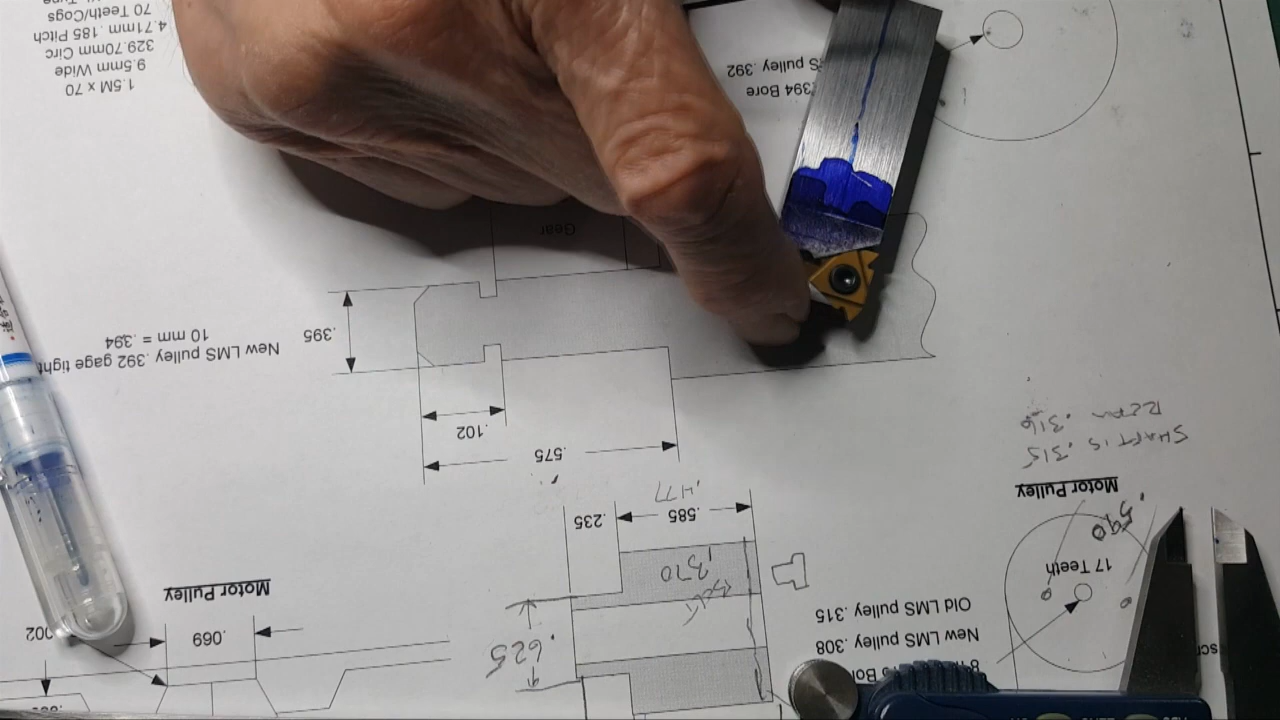 70 Teeth/Cogs
4.71mm .185 Pitch
329.70mm Circ
9.5mm Wide
1.5M x 70
S pulley .392
.394 Bore
Gear
.395
10 mm = .394
New LMS pulley .392 gage tight
.102
.575
SHAFT IS .315
REAM .316
.477
.235
.585
.370
.625
Motor Pulley
.590
17 Teeth
Old LMS pulley .315
New LMS pulley .308
Motor Pulley
.069